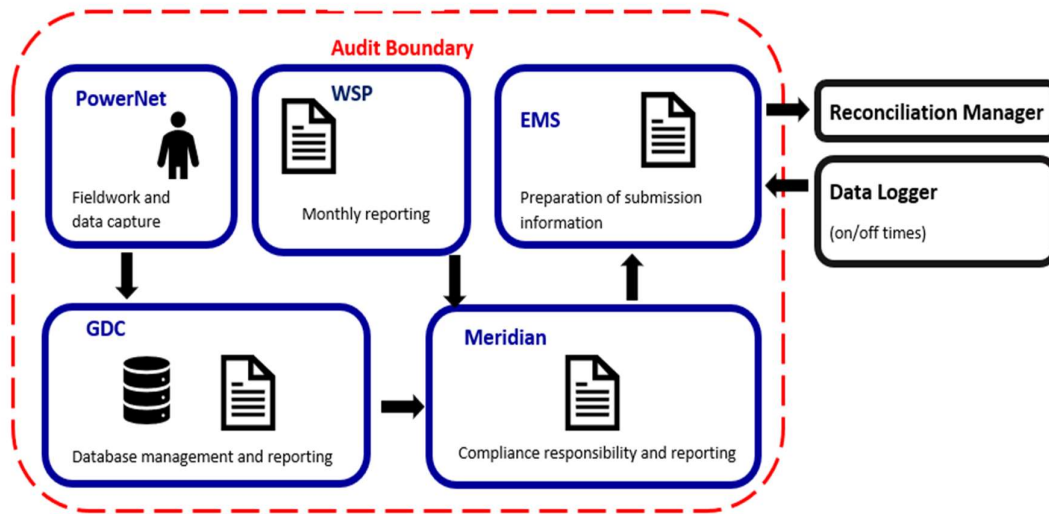 Audit Boundary
PowerNet
Fieldwork and
data capture
WSP
Monthly reporting
EMS
Preparation of submission
information
Reconciliation Manager
Data Logger
(on/off times)
GDC
Database management and reporting
Meridian
Compliance responsibility and reporting